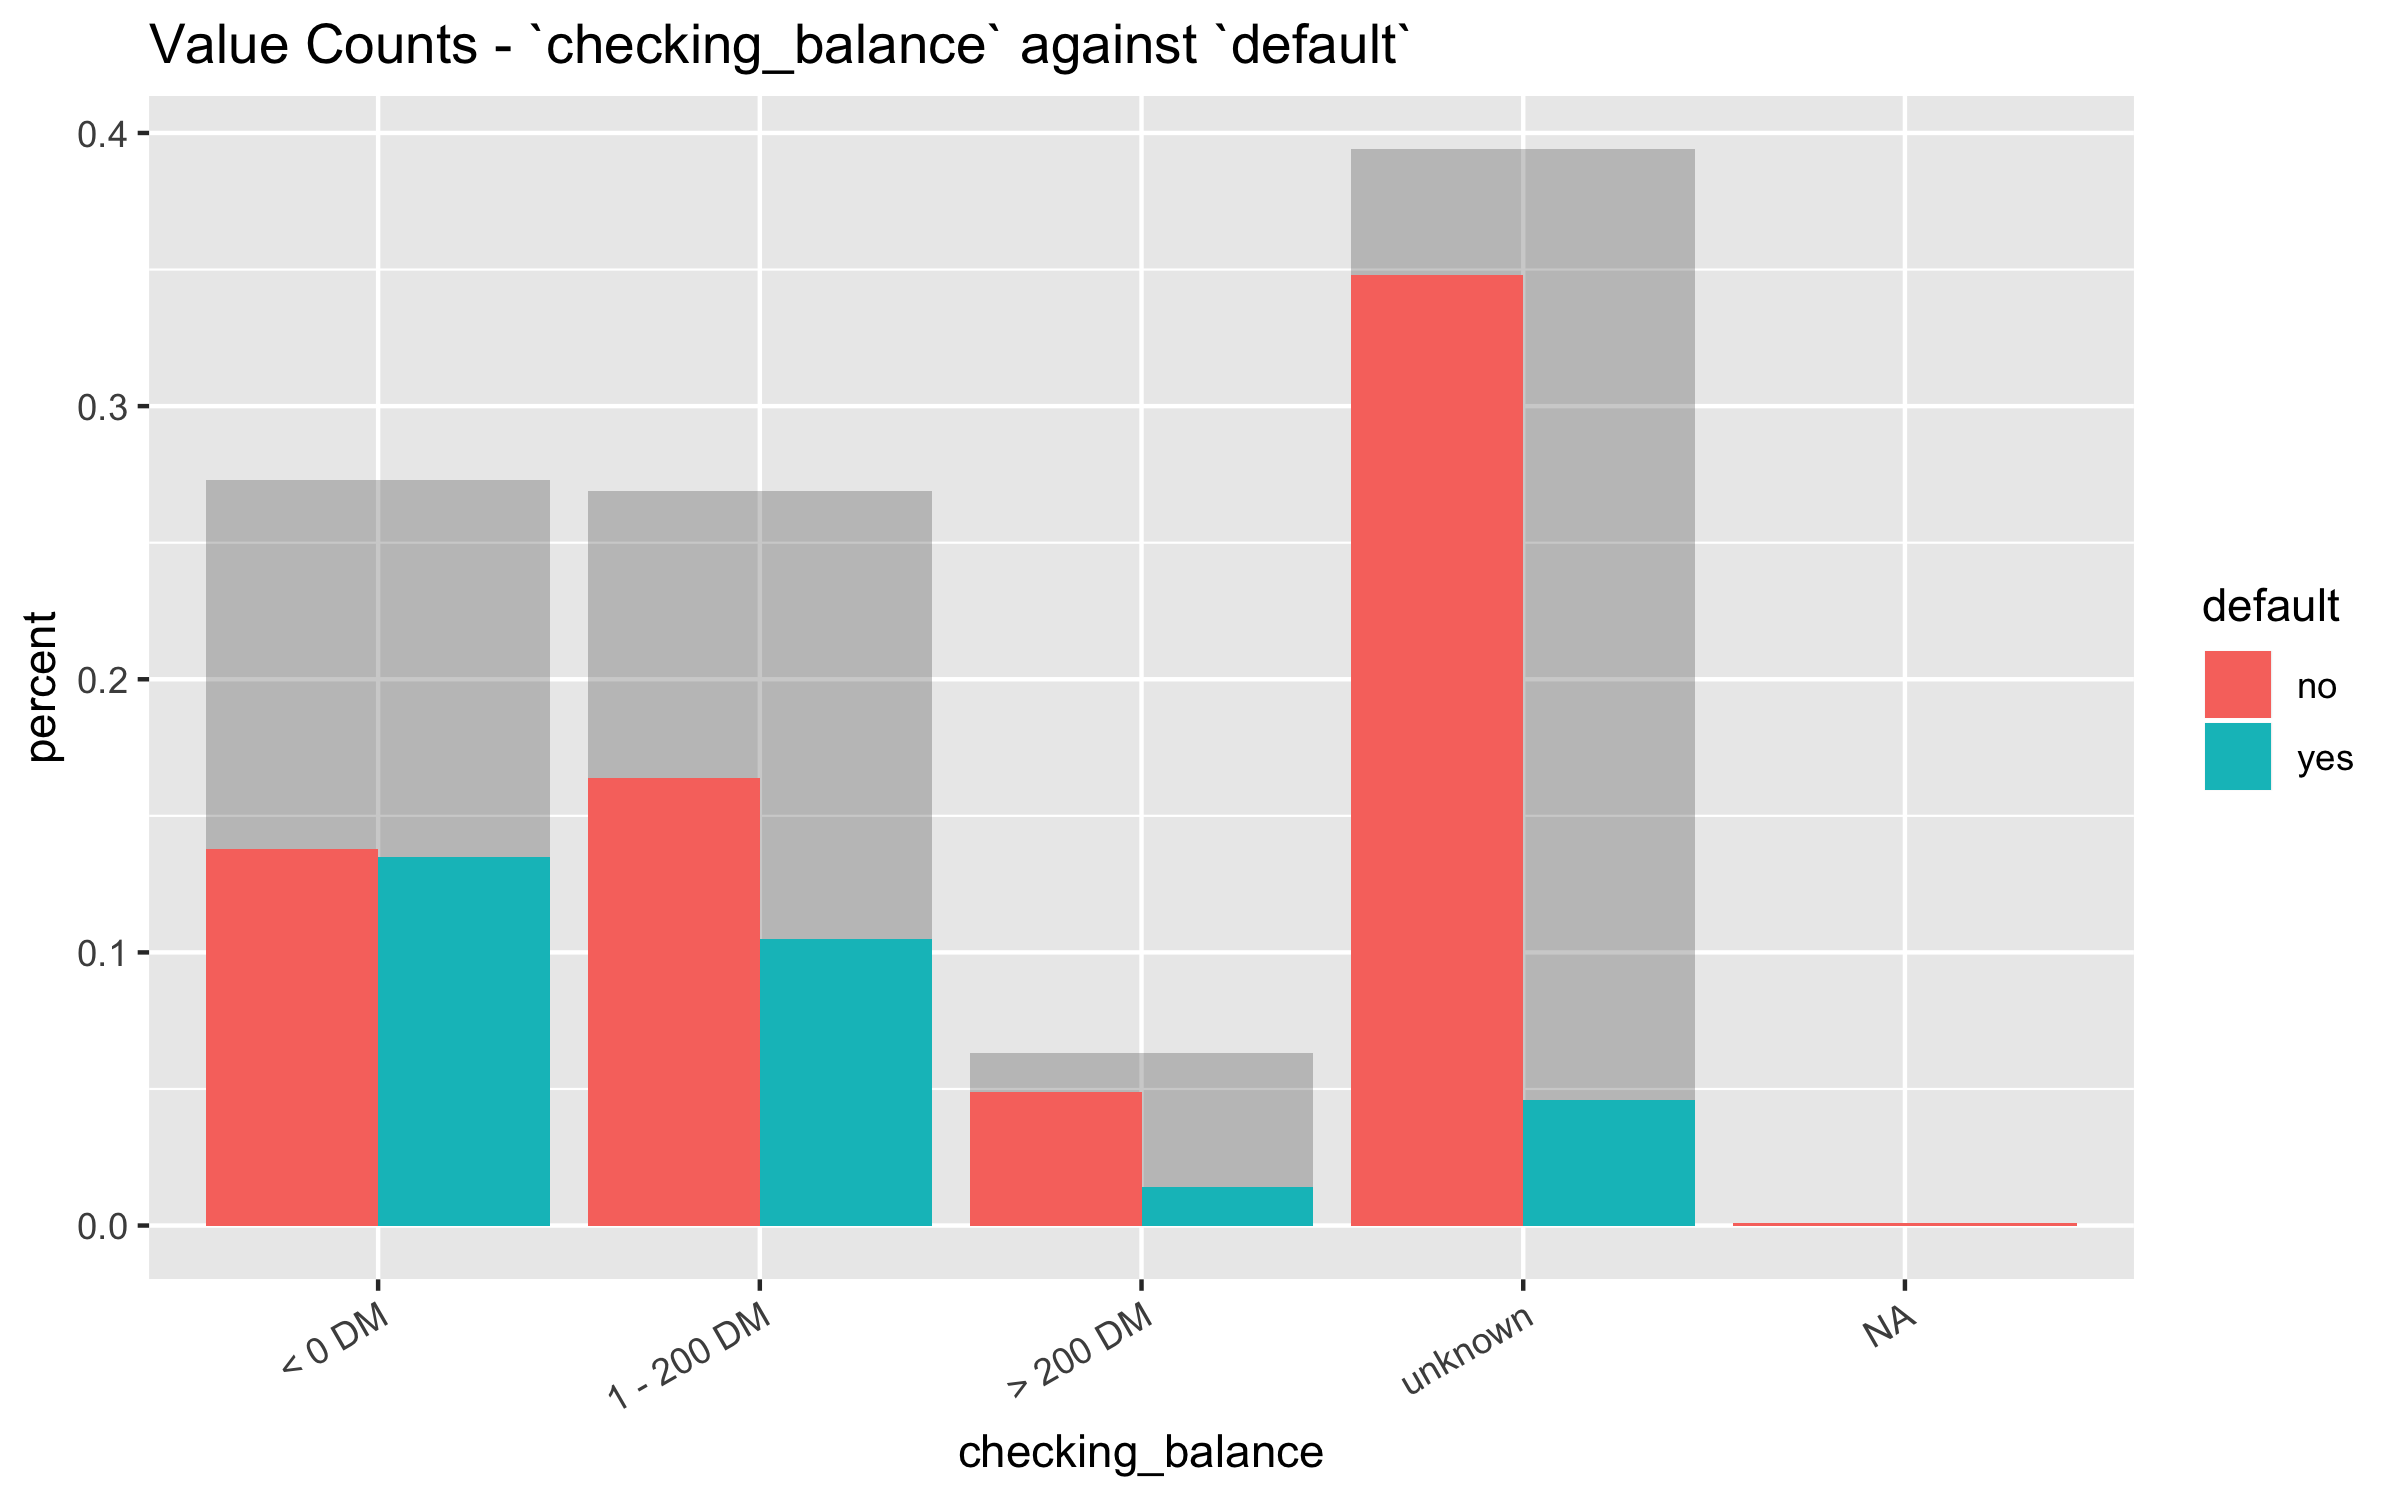 Value Counts - `checking_balance` against `default`
0.4
0.3
0.2
0.1
0.0
percent
< 0 DM
1 - 200 DM
> 200 DM
unknown
NA
checking_balance
default
no
yes